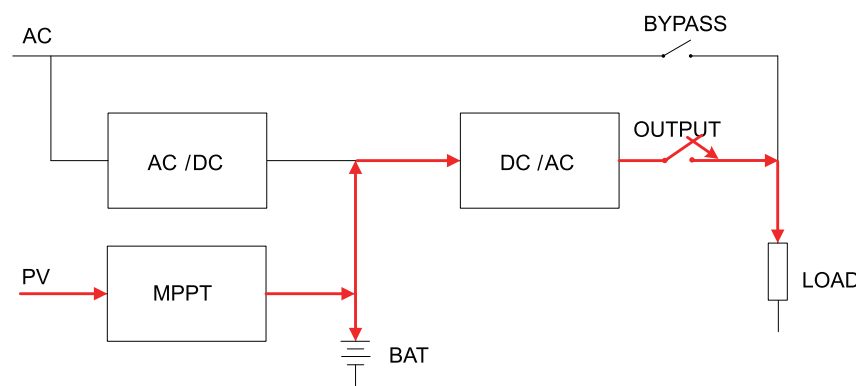 BYPASS
AC
OUTPUT
AC /DC
DC /AC
PV
MPPT
LOAD
BAT